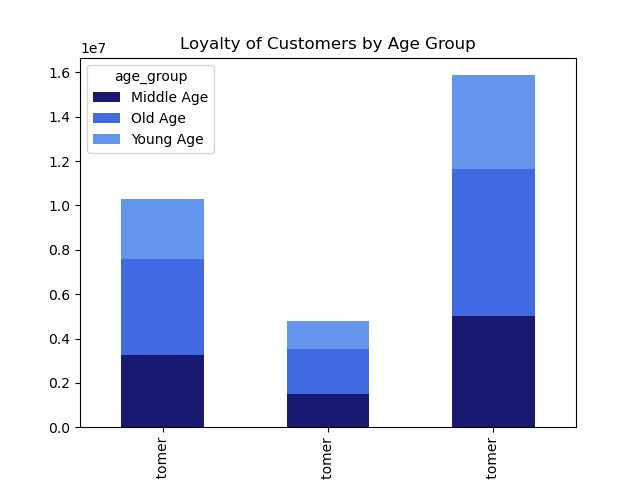 Loyalty of Customers by Age Group
1e7
age_group
Middle Age
Old Age
Young Age
1.6
1.4
1.2
1.0
0.8
0.6
0.4
0.2
0.0
tomer
tomer
tomer